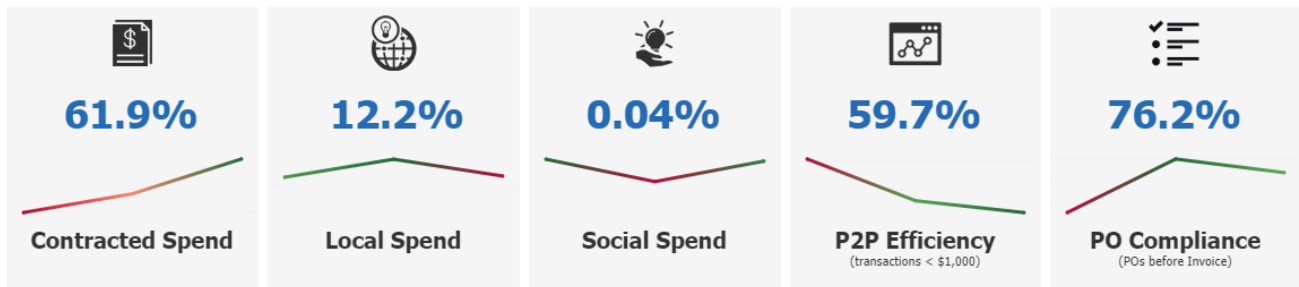 $
61.9%
Contracted Spend
12.2%
Local Spend
0.04%
Social Spend
59.7%
P2P Efficiency
(transactions < $1,000)
76.2%
PO Compliance
(POs before Invoice)